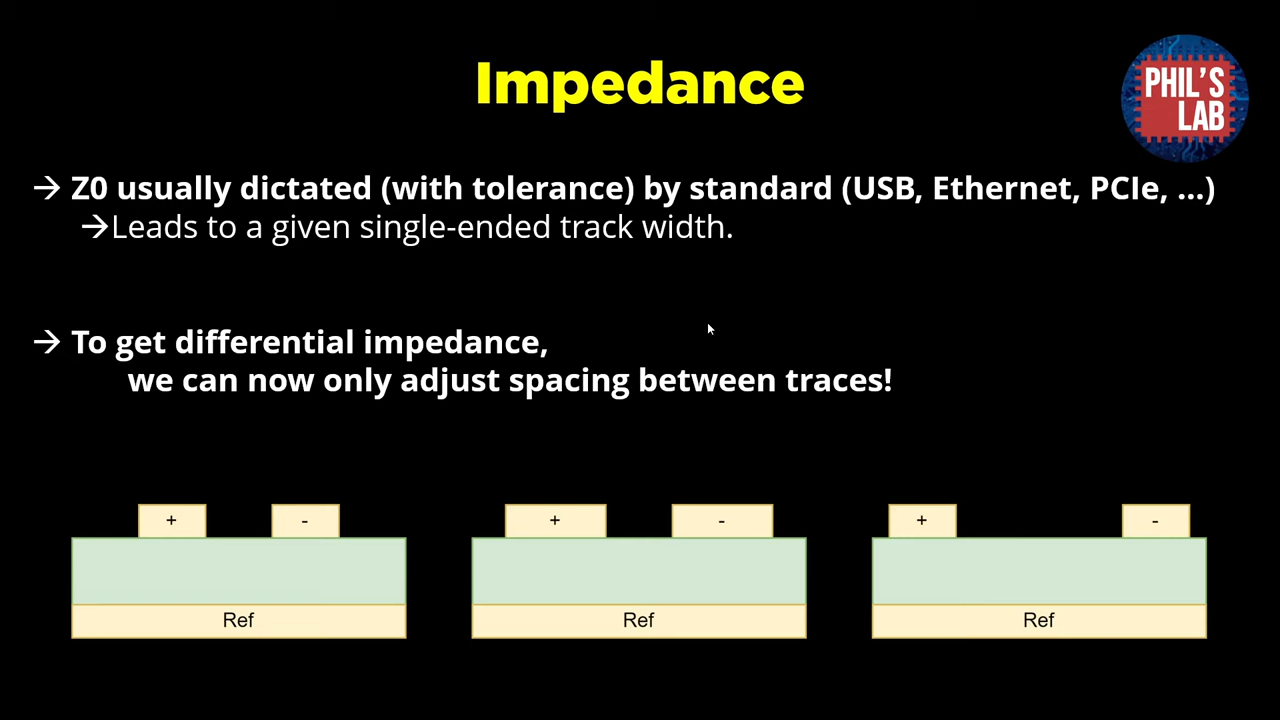 Impedance
PHIL'S
LAB
→ Z0 usually dictated (with tolerance) by standard (USB, Ethernet, PCIe, ...)
→Leads to a given single-ended track width.
→ To get differential impedance,
we can now only adjust spacing between traces!
+ - + - + -
Ref Ref Ref